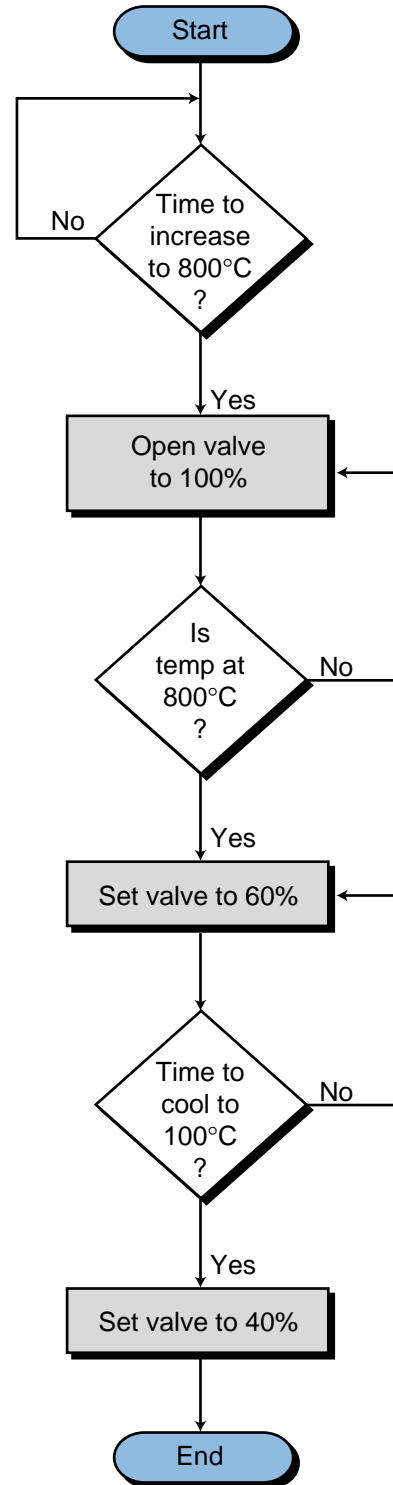 Start
No
Time to
increase
to 800°C
?
Yes
Open valve
to 100%
Is
temp at
800°C
?
No
Yes
Set valve to 60%
Time to
cool to
100°C
?
No
Yes
Set valve to 40%
End